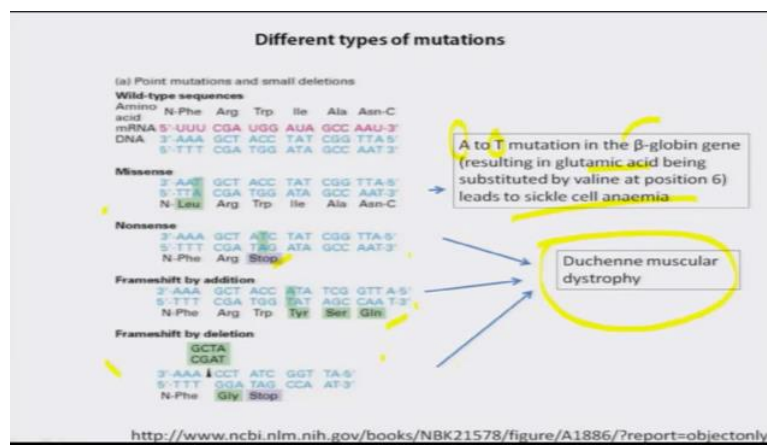 Different types of mutations
(a) Point mutations and small deletions
Wild-type sequences
Amino acid N-Phe Arg Trp Ile Ala Asn-C
mRNA 5'-UUU CGA UGG AUA GCC AAU-3'
DNA 3'-AAA GCT ACC TAT CGG TTA-5'
5'-TTT CGA TGG ATA GCC AAT-3'
Missense
3'-AAT GCT ACC TAT CGG TTA-5'
5'-TTA CGA TGG ATA GCC AAT-3'
N-Leu Arg Trp Ile Ala Asn-C
Nonsense
3'-AAA GCT ATC TAT CGG TTA-5'
5'-TTT CGA TAG ATA GCC AAT-3'
N-Phe Arg Stop
Frameshift by addition
3'-AAA GCT ACC ATA TCG GTT A-5'
5'-TTT CGA TGG TAT AGC CAA T-3'
N-Phe Arg Trp Tyr Ser Gln
Frameshift by deletion
GCTA
CGAT
3'-AAA CCT ATC GGT TA-5'
5'-TTT GGA TAG CCA AT-3'
N-Phe Gly Stop
A to T mutation in the β-globin gene
(resulting in glutamic acid being
substituted by valine at position 6)
leads to sickle cell anaemia
Duchenne muscular
dystrophy
http://www.ncbi.nlm.nih.gov/books/NBK21578/figure/A1886/?report=objectonly